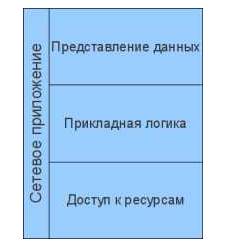 Сетевое приложение
Представление данных
Прикладная логика
Доступ к ресурсам